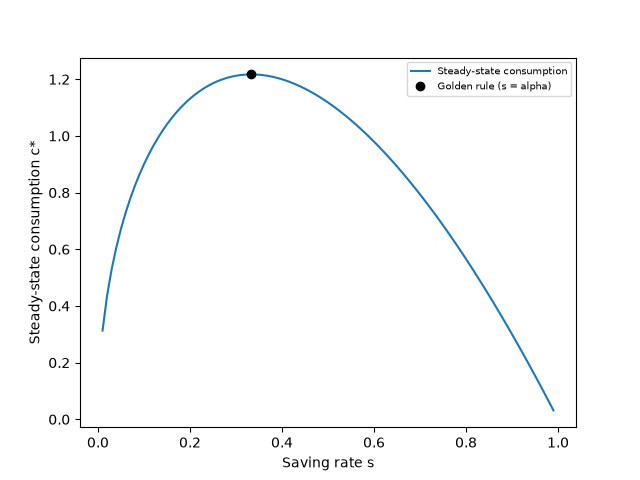 Steady-state consumption
Golden rule (s = alpha)
Steady-state consumption c*
1.2
1.0
0.8
0.6
0.4
0.2
0.0
0.0 0.2 0.4 0.6 0.8 1.0
Saving rate s